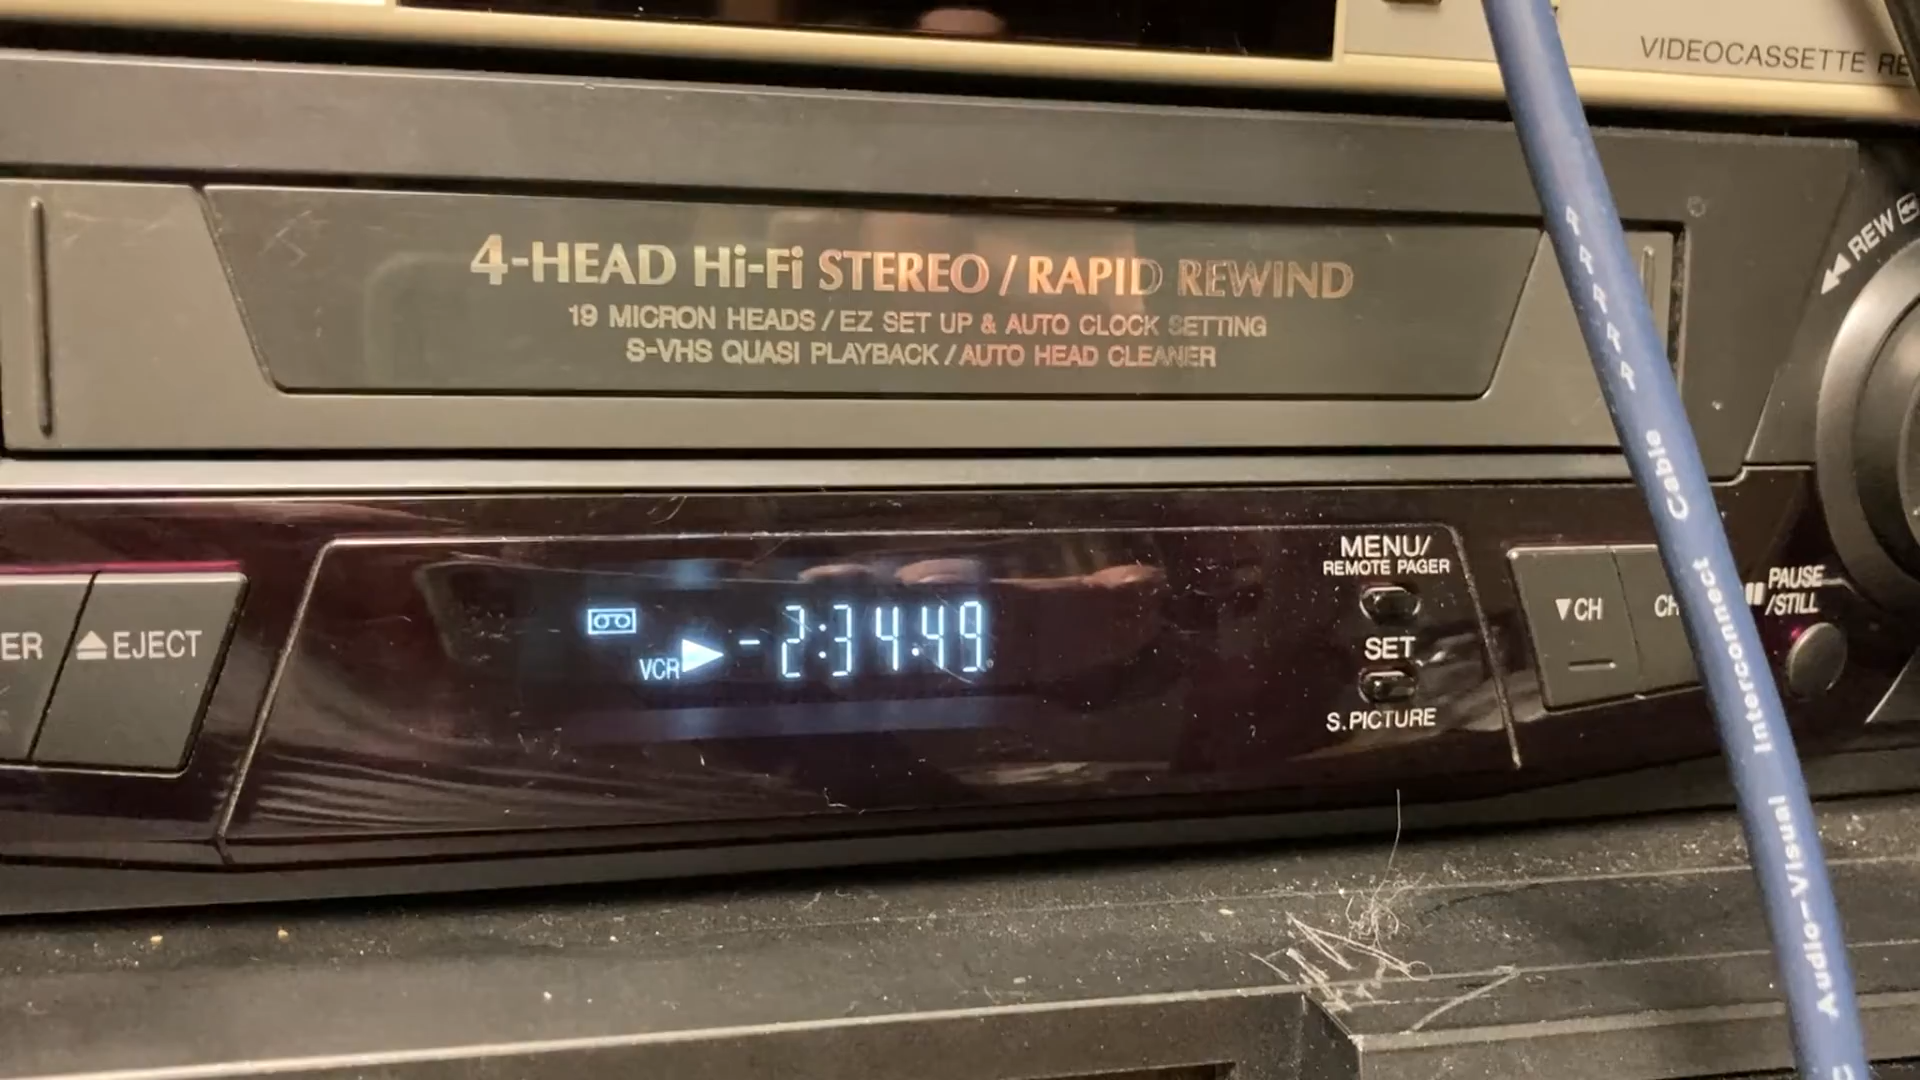 VIDEOCASSETTE RE
4-HEAD Hi-Fi STEREO / RAPID REWIND
19 MICRON HEADS / EZ SET UP & AUTO CLOCK SETTING
S-VHS QUASI PLAYBACK / AUTO HEAD CLEANER
◀◀ REW
ER
▲EJECT
VCR ▶ -2:34:49
MENU/
REMOTE PAGER
SET
S.PICTURE
▼CH
CH
PAUSE
/STILL
Cable
Interconnect
Audio-Visual